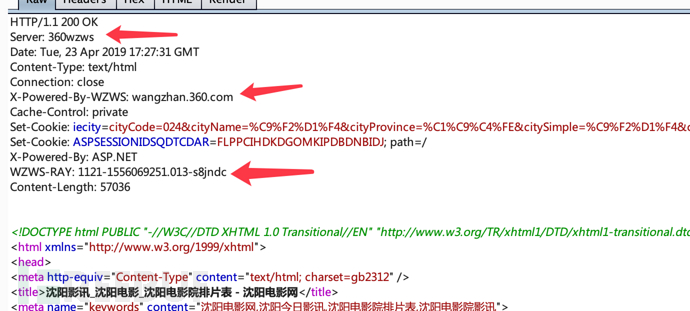 Raw Headers Hex HTML Render
HTTP/1.1 200 OK
Server: 360wzws
Date: Tue, 23 Apr 2019 17:27:31 GMT
Content-Type: text/html
Connection: close
X-Powered-By-WZWS: wangzhan.360.com
Cache-Control: private
Set-Cookie: iecity=cityCode=024&cityName=%C9%F2%D1%F4&cityProvince=%C1%C9%C4%FE&citySimple=%C9%F2%D1%F4&
Set-Cookie: ASPSESSIONIDSQDTCDAR=FLPPCIHDKDGOMKIPDBDNBIDJ; path=/
X-Powered-By: ASP.NET
WZWS-RAY: 1121-1556069251.013-s8jndc
Content-Length: 57036
<!DOCTYPE html PUBLIC "-//W3C//DTD XHTML 1.0 Transitional//EN" "http://www.w3.org/TR/xhtml1/DTD/xhtml1-transitional.dtd
<html xmlns="http://www.w3.org/1999/xhtml">
<head>
<meta http-equiv="Content-Type" content="text/html; charset=gb2312" />
<title>沈阳影讯_沈阳电影_沈阳电影院排片表 - 沈阳电影网</title>
<meta name="keywords" content="沈阳电影网,沈阳今日影讯,沈阳电影院排片表,沈阳电影院影讯">